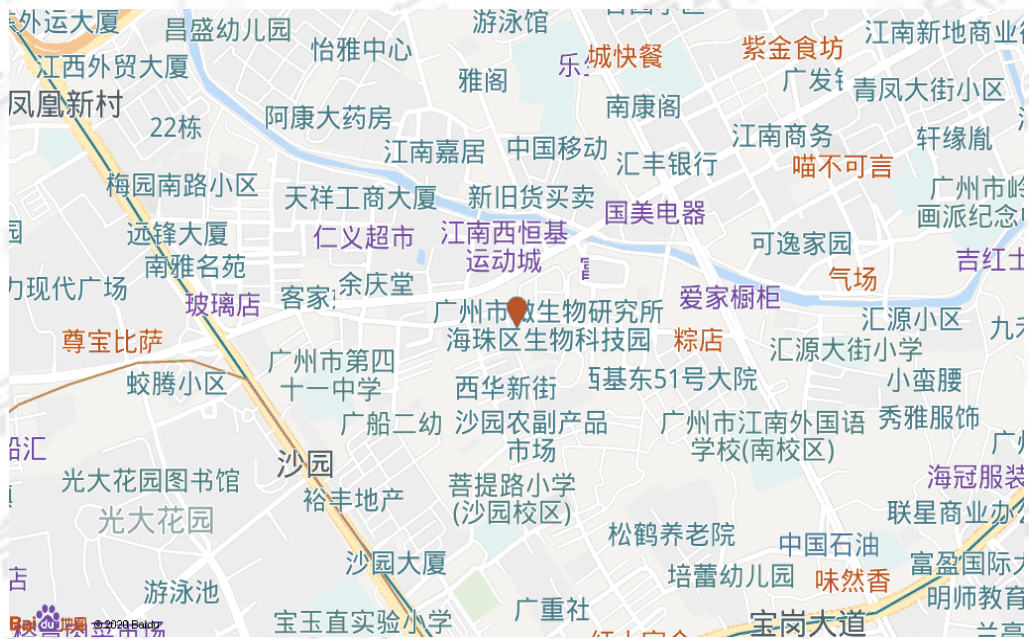 外运大厦
昌盛幼儿园
游泳馆
怡雅中心
城快餐
紫金食坊
江南新地商业
江西外贸大厦
雅阁
广发
青凤大街小区
凤凰新村
22栋
阿康大药房
南康阁
江南商务
轩缘胤
江南嘉居
中国移动
汇丰银行
喵不可言
梅园南路小区
天祥工商大厦
新旧货买卖
国美电器
广州市岭
画派纪念
园
远锋大厦
仁义超市
江南西恒基
运动城
可逸家园
南雅名苑
吉红士
力现代广场
余庆堂
气场
玻璃店
客家
广州市微生物研究所
爱家橱柜
海珠区生物科技园
粽店
汇源小区
九
尊宝比萨
汇源大街小学
广州市第四
十一中学
蛟腾小区
西华新街
西基东51号大院
小蛮腰
广船二幼
沙园农副产品
市场
广州市江南外国语
学校(南校区)
秀雅服饰
船汇
沙园
海冠服装
光大花园图书馆
裕丰地产
菩提路小学
(沙园校区)
光大花园
联星商业办
松鹤养老院
中国石油
沙园大厦
富盈国际
店
游泳池
培蕾幼儿园
味然香
明师教育
广重社
宝玉直实验小学
宝岗大道
Bai du 地图
© 2020 Baidu